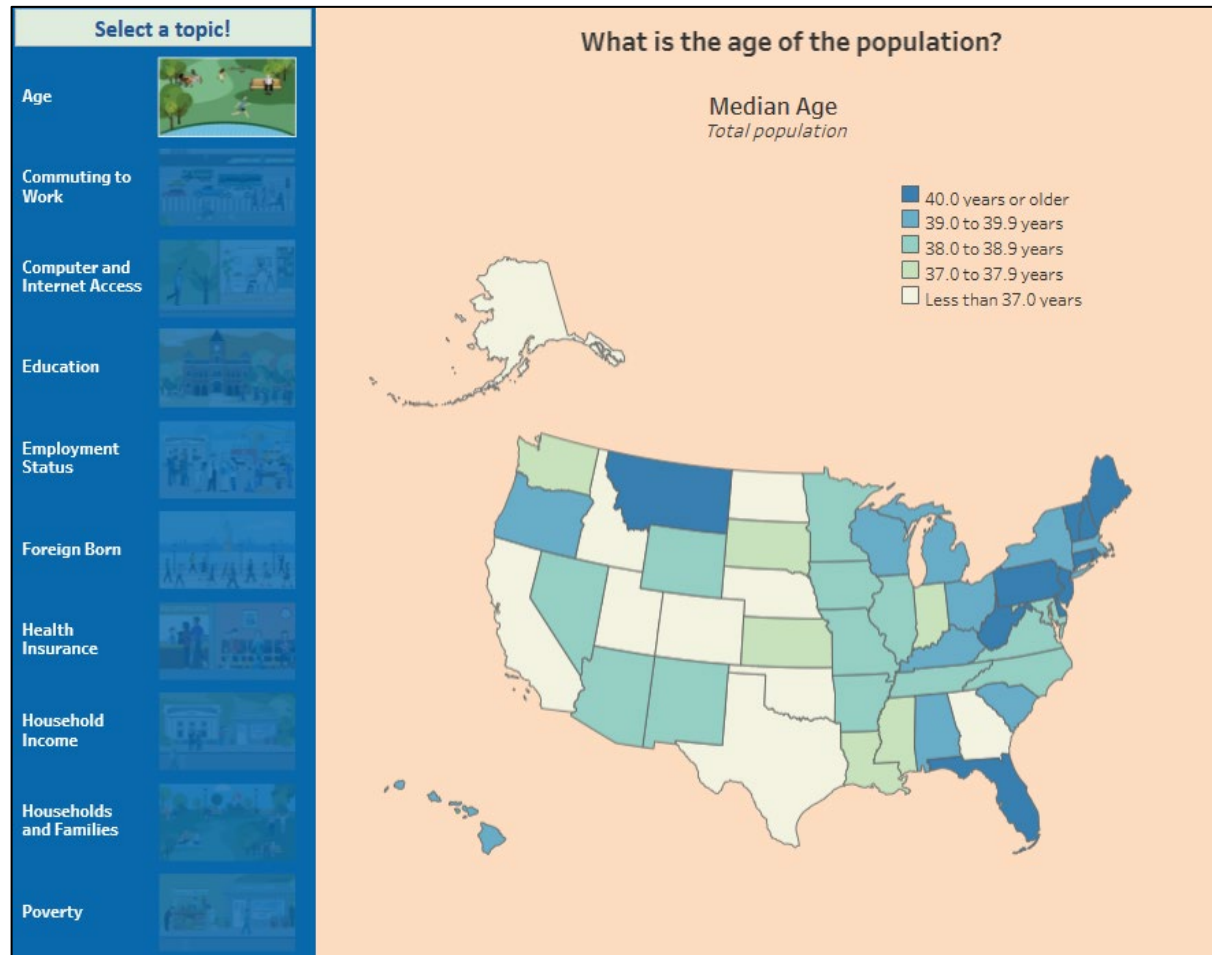 Select a topic!
Age
Commuting to
Work
Computer and
Internet Access
Education
Employment
Status
Foreign Born
Health
Insurance
Household
Income
Households
and Families
Poverty
What is the age of the population?
Median Age
Total population
40.0 years or older
39.0 to 39.9 years
38.0 to 38.9 years
37.0 to 37.9 years
Less than 37.0 years